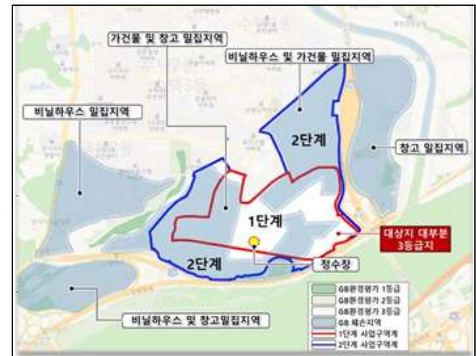 가건물 및 창고 밀집지역
비닐하우스 및 가건물 밀집지역
비닐하우스 밀집지역
2단계
창고 밀집지역
1단계
대상지 대부분
3등급지
2단계
정수장
비닐하우스 및 창고밀집지역
GB환경평가 1등급
GB환경평가 2등급
GB환경평가 3등급
GB 훼손지역
1단계 사업구역계
2단계 사업구역계